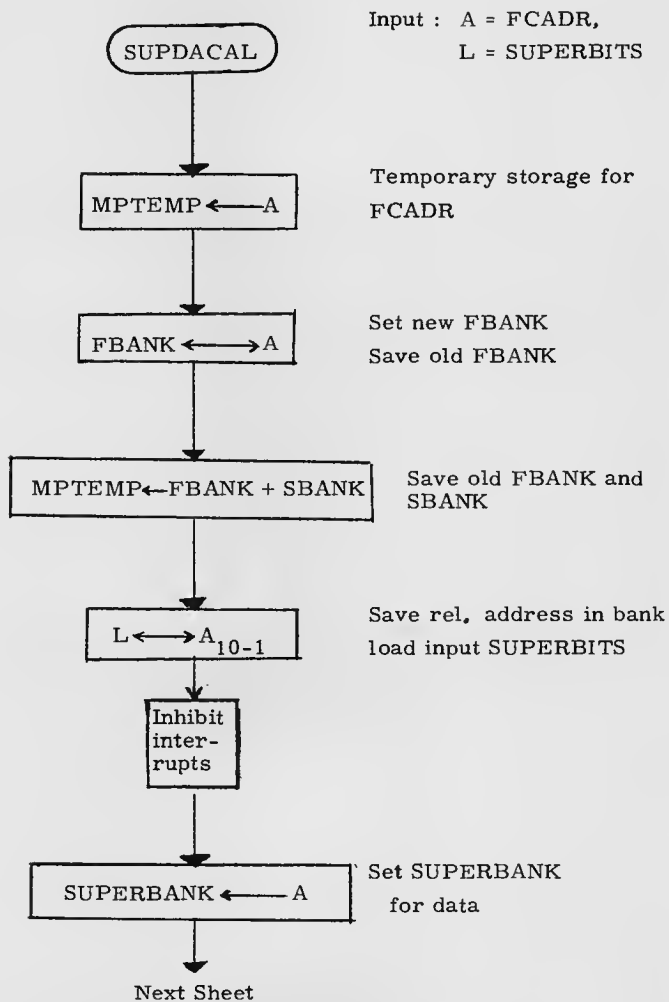 Input : A = FCADR,
L = SUPERBITS
SUPDACAL
MPTEMP ← A
Temporary storage for
FCADR
FBANK ↔ A
Set new FBANK
Save old FBANK
MPTEMP ← FBANK + SBANK
Save old FBANK and
SBANK
L ↔ A10-1
Save rel. address in bank
load input SUPERBITS
Inhibit
inter-
rupts
SUPERBANK ← A
Set SUPERBANK
for data
Next Sheet